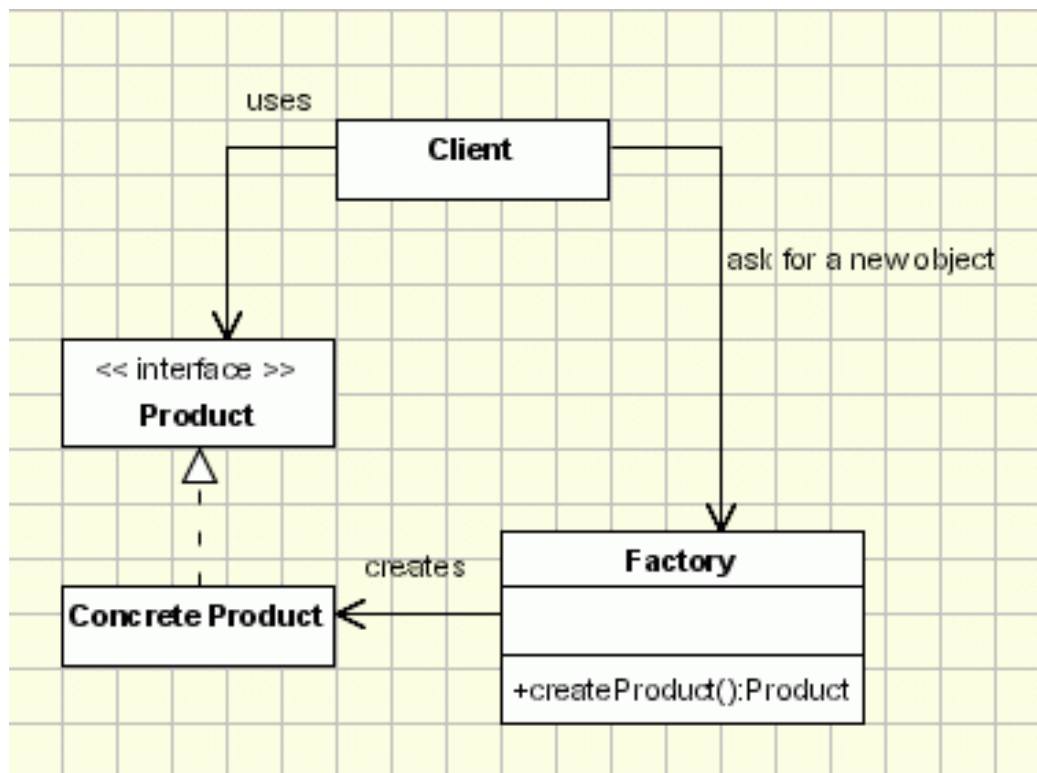 uses
Client
ask for a new object
<< interface >>
Product
creates
Factory
Concrete Product
+createProduct():Product